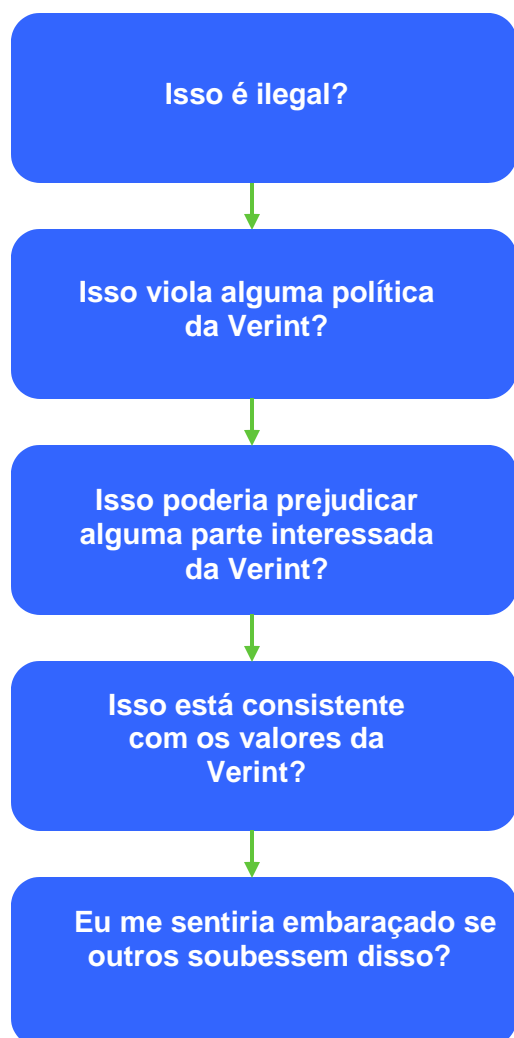 Isso é ilegal?
Isso viola alguma política
da Verint?
Isso poderia prejudicar
alguma parte interessada
da Verint?
Isso está consistente
com os valores da
Verint?
Eu me sentiria embaraçado se
outros soubessem disso?